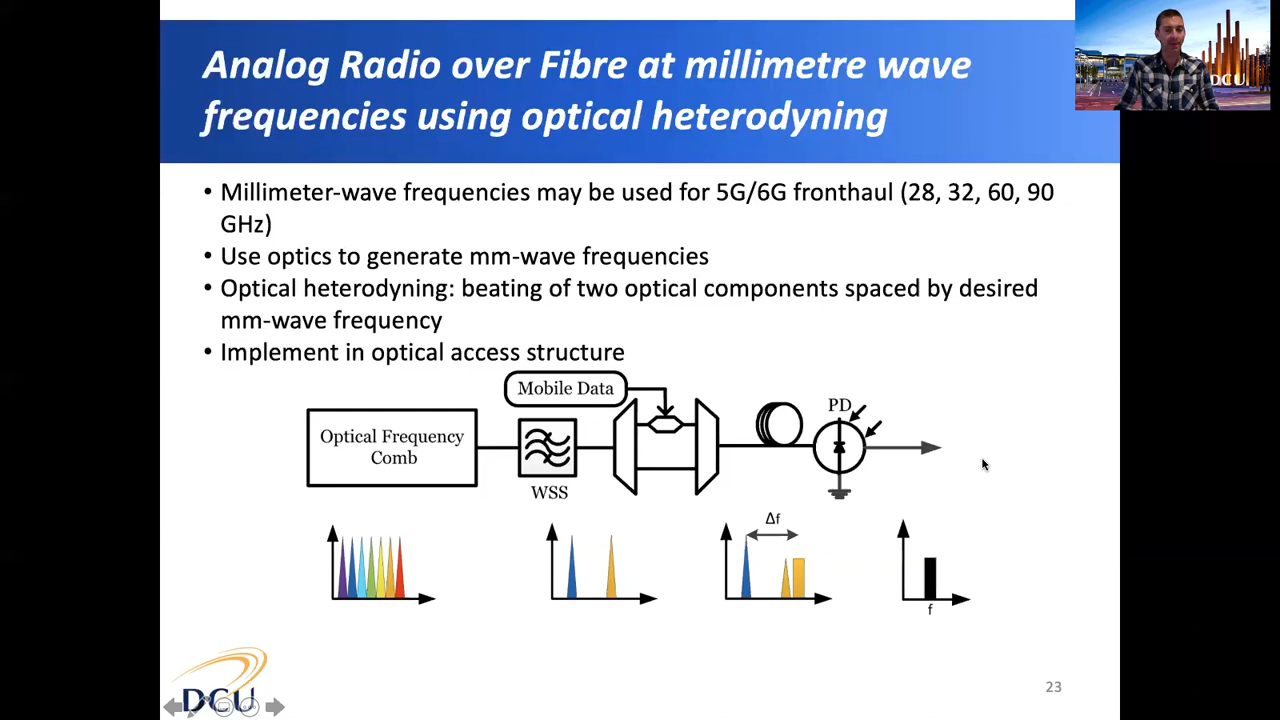 Analog Radio over Fibre at millimetre wave
frequencies using optical heterodyning
DCU
• Millimeter-wave frequencies may be used for 5G/6G fronthaul (28, 32, 60, 90
GHz)
• Use optics to generate mm-wave frequencies
• Optical heterodyning: beating of two optical components spaced by desired
mm-wave frequency
• Implement in optical access structure
Mobile Data
PD
Optical Frequency
Comb
WSS
Δf
f
DCU
23